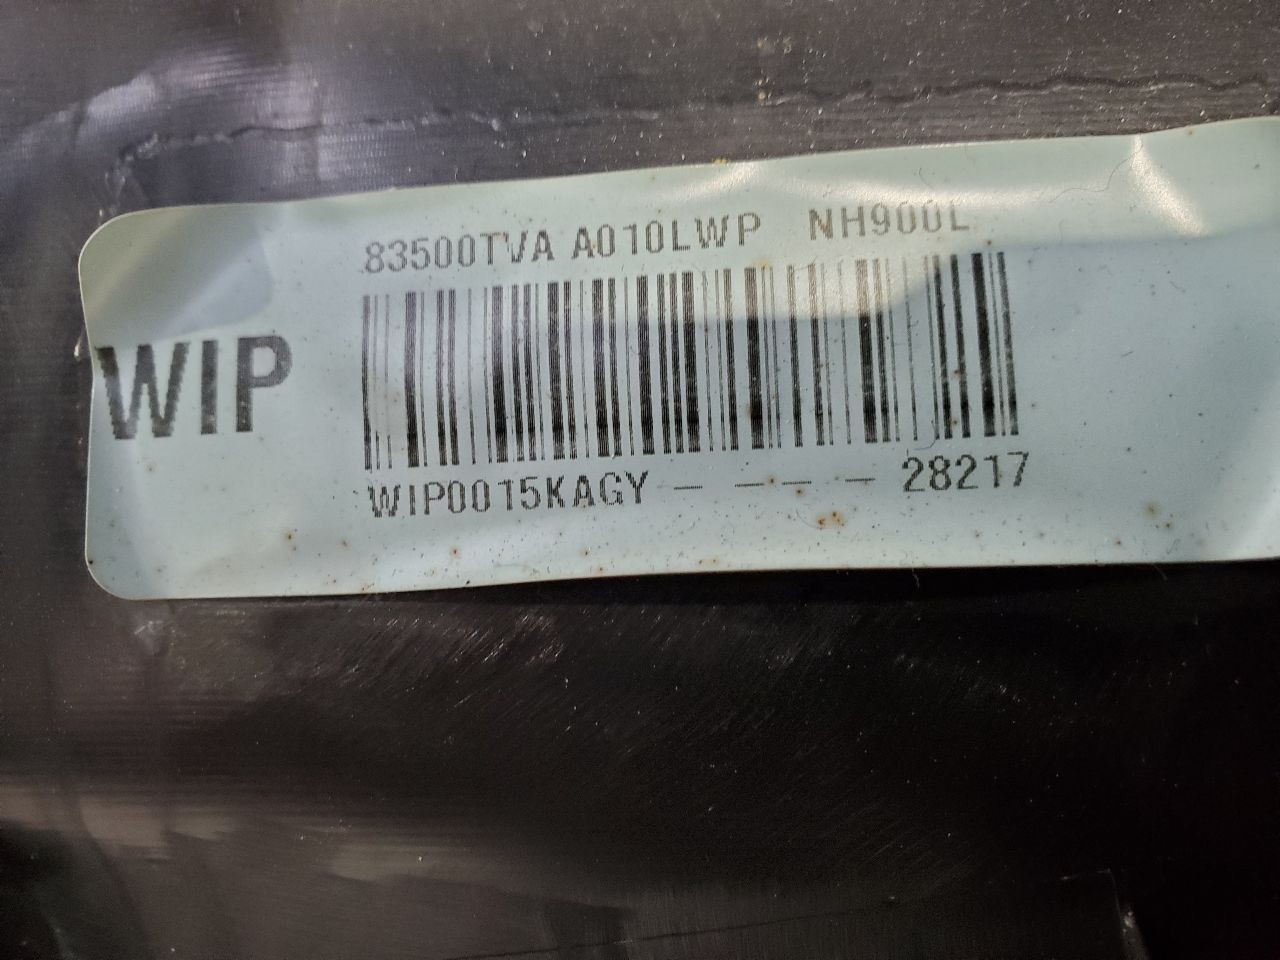 83500TVA A010LWP NH900L
WIP
WIP0015KAGY - - - - 28217